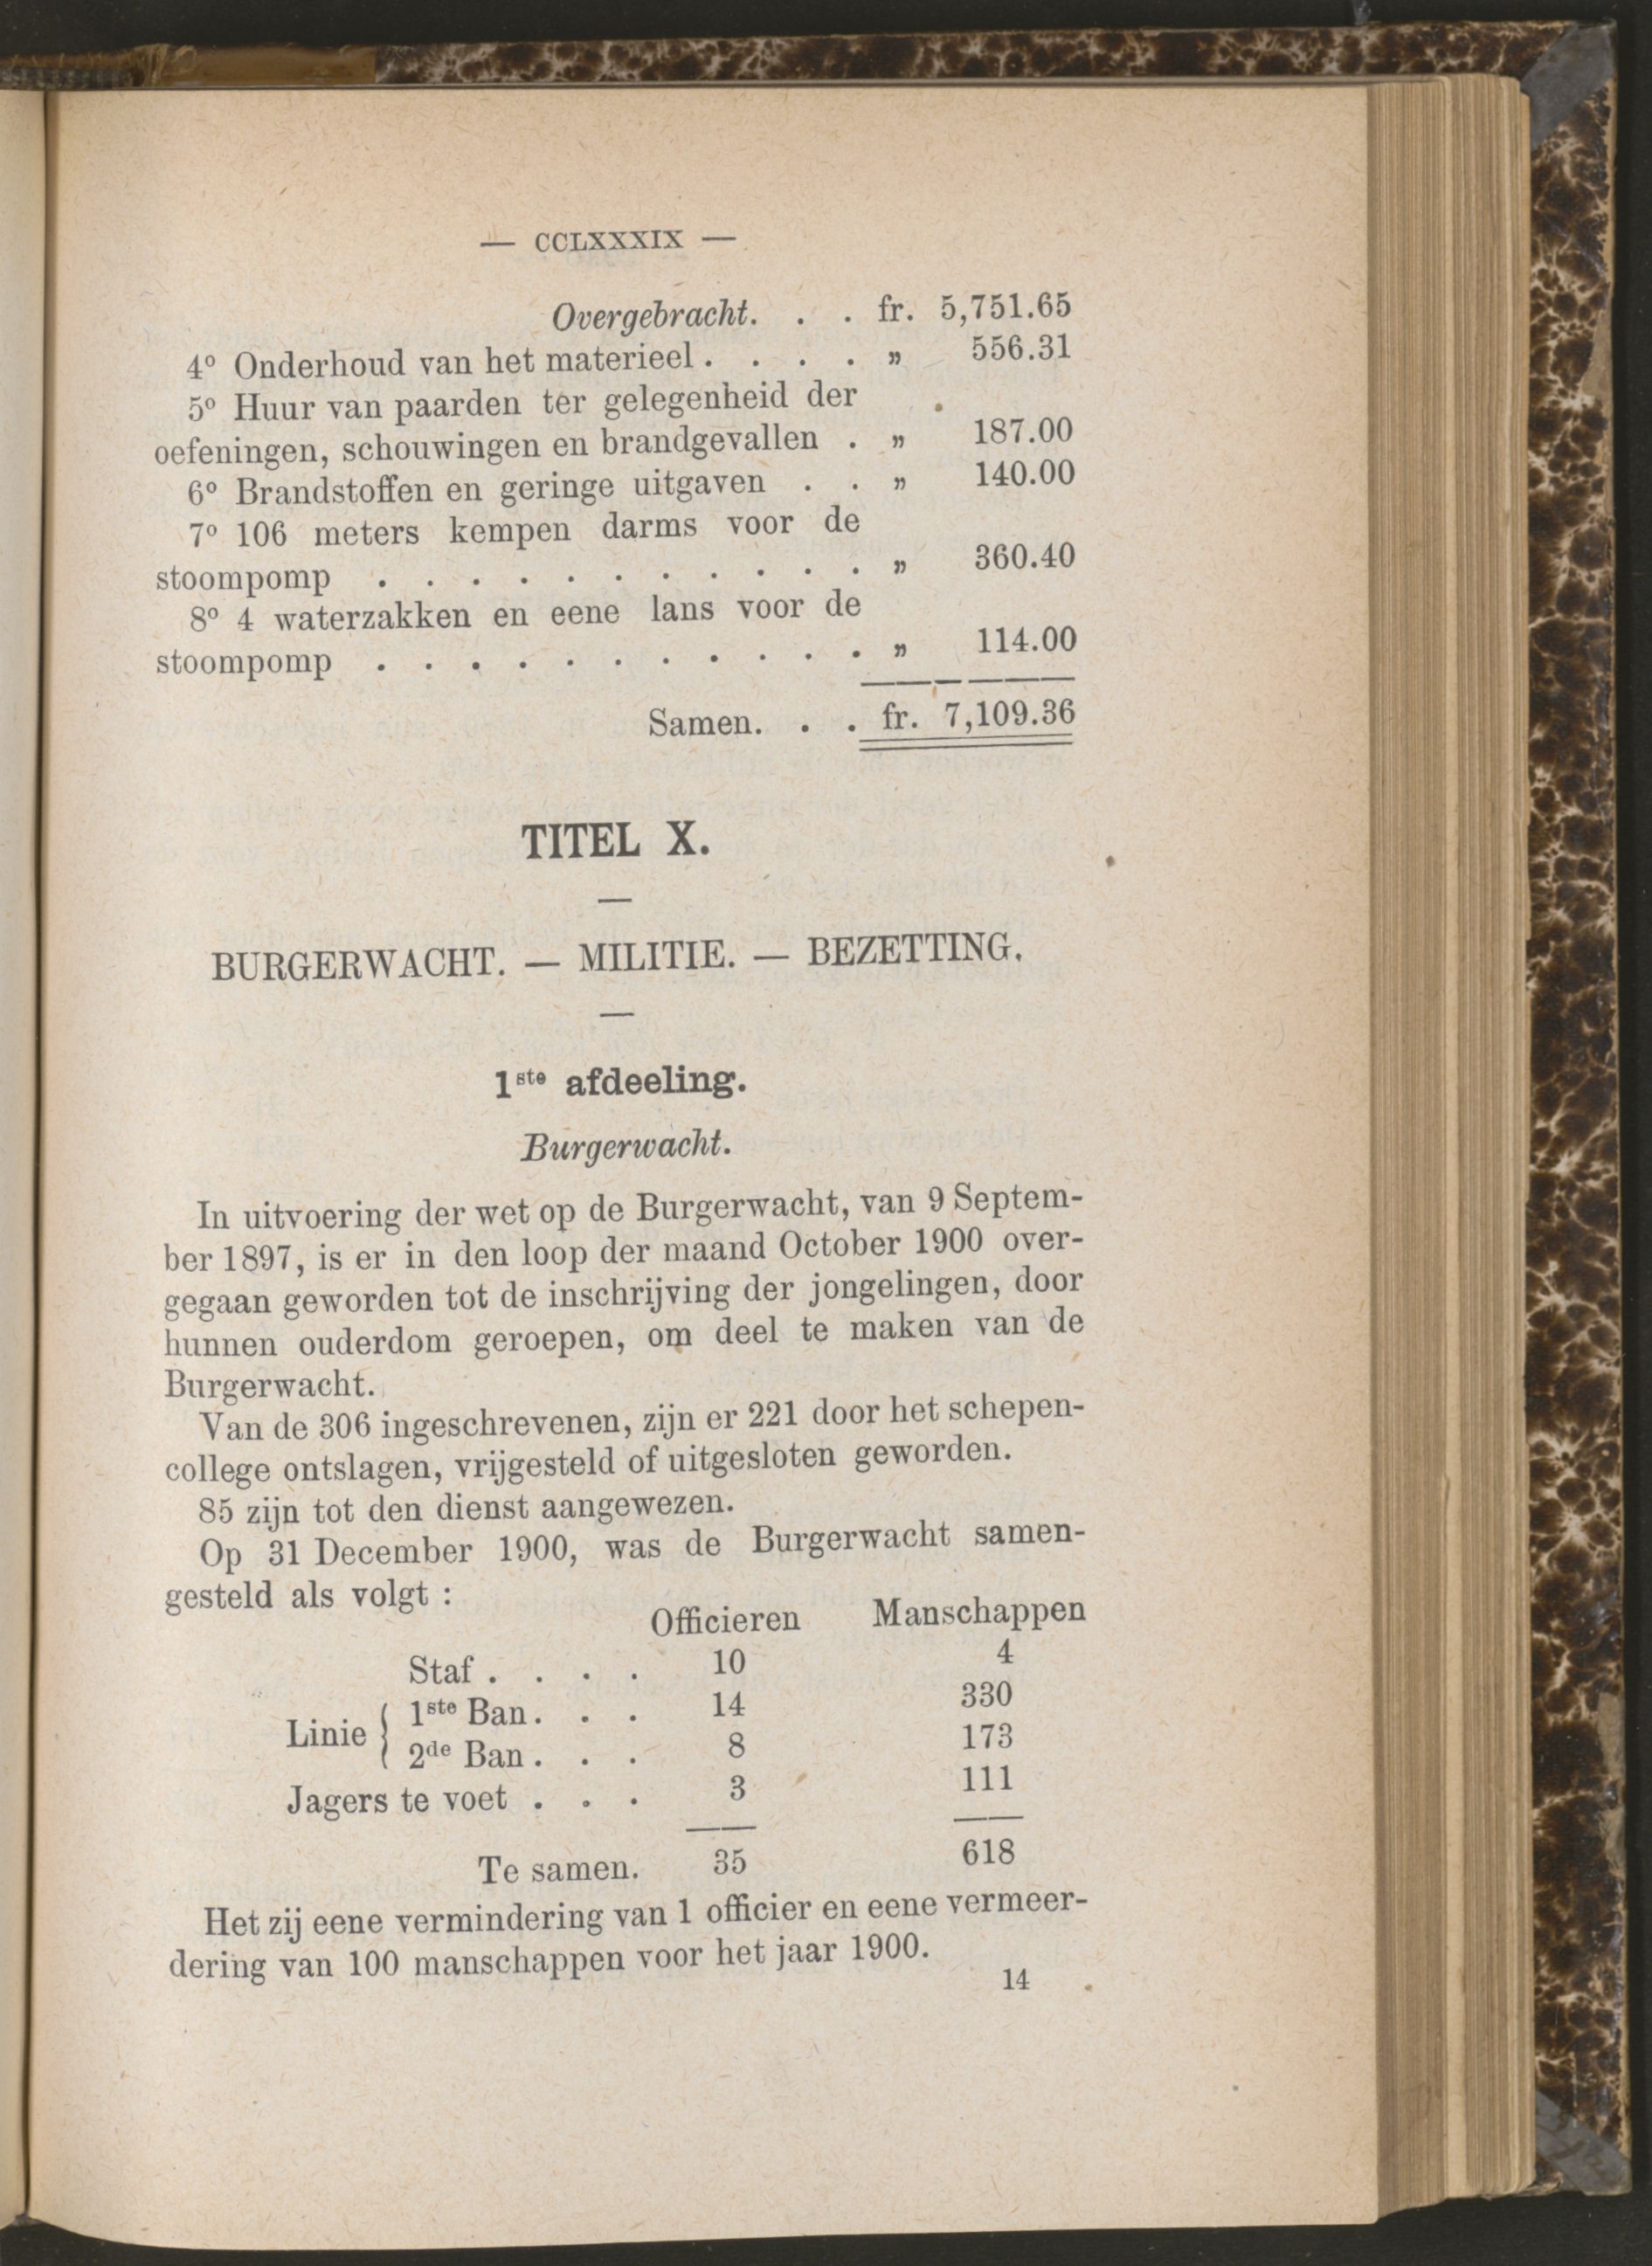 — CCLXXXIX —
Overgebracht. . . fr. 5,751.65
4º Onderhoud van het materieel . . . . „ 556.31
5º Huur van paarden ter gelegenheid der
oefeningen, schouwingen en brandgevallen . „ 187.00
6º Brandstoffen en geringe uitgaven . . „ 140.00
7º 106 meters kempen darms voor de
stoompomp . . . . . . . . . . . „ 360.40
8º 4 waterzakken en eene lans voor de
stoompomp . . . . . . . . . . . „ 114.00
Samen. . . fr. 7,109.36
TITEL X.
BURGERWACHT. — MILITIE. — BEZETTING.
1ste afdeeling.
Burgerwacht.
In uitvoering der wet op de Burgerwacht, van 9 Septem-
ber 1897, is er in den loop der maand October 1900 over-
gegaan geworden tot de inschrijving der jongelingen, door
hunnen ouderdom geroepen, om deel te maken van de
Burgerwacht.
Van de 306 ingeschrevenen, zijn er 221 door het schepen-
college ontslagen, vrijgesteld of uitgesloten geworden.
85 zijn tot den dienst aangewezen.
Op 31 December 1900, was de Burgerwacht samen-
gesteld als volgt :
Officieren Manschappen
Staf . . . . 10 4
Linie { 1ste Ban. . . 14 330
2de Ban . . . 8 173
Jagers te voet . . . 3 111
Te samen. 35 618
Het zij eene vermindering van 1 officier en eene vermeer-
dering van 100 manschappen voor het jaar 1900.
14